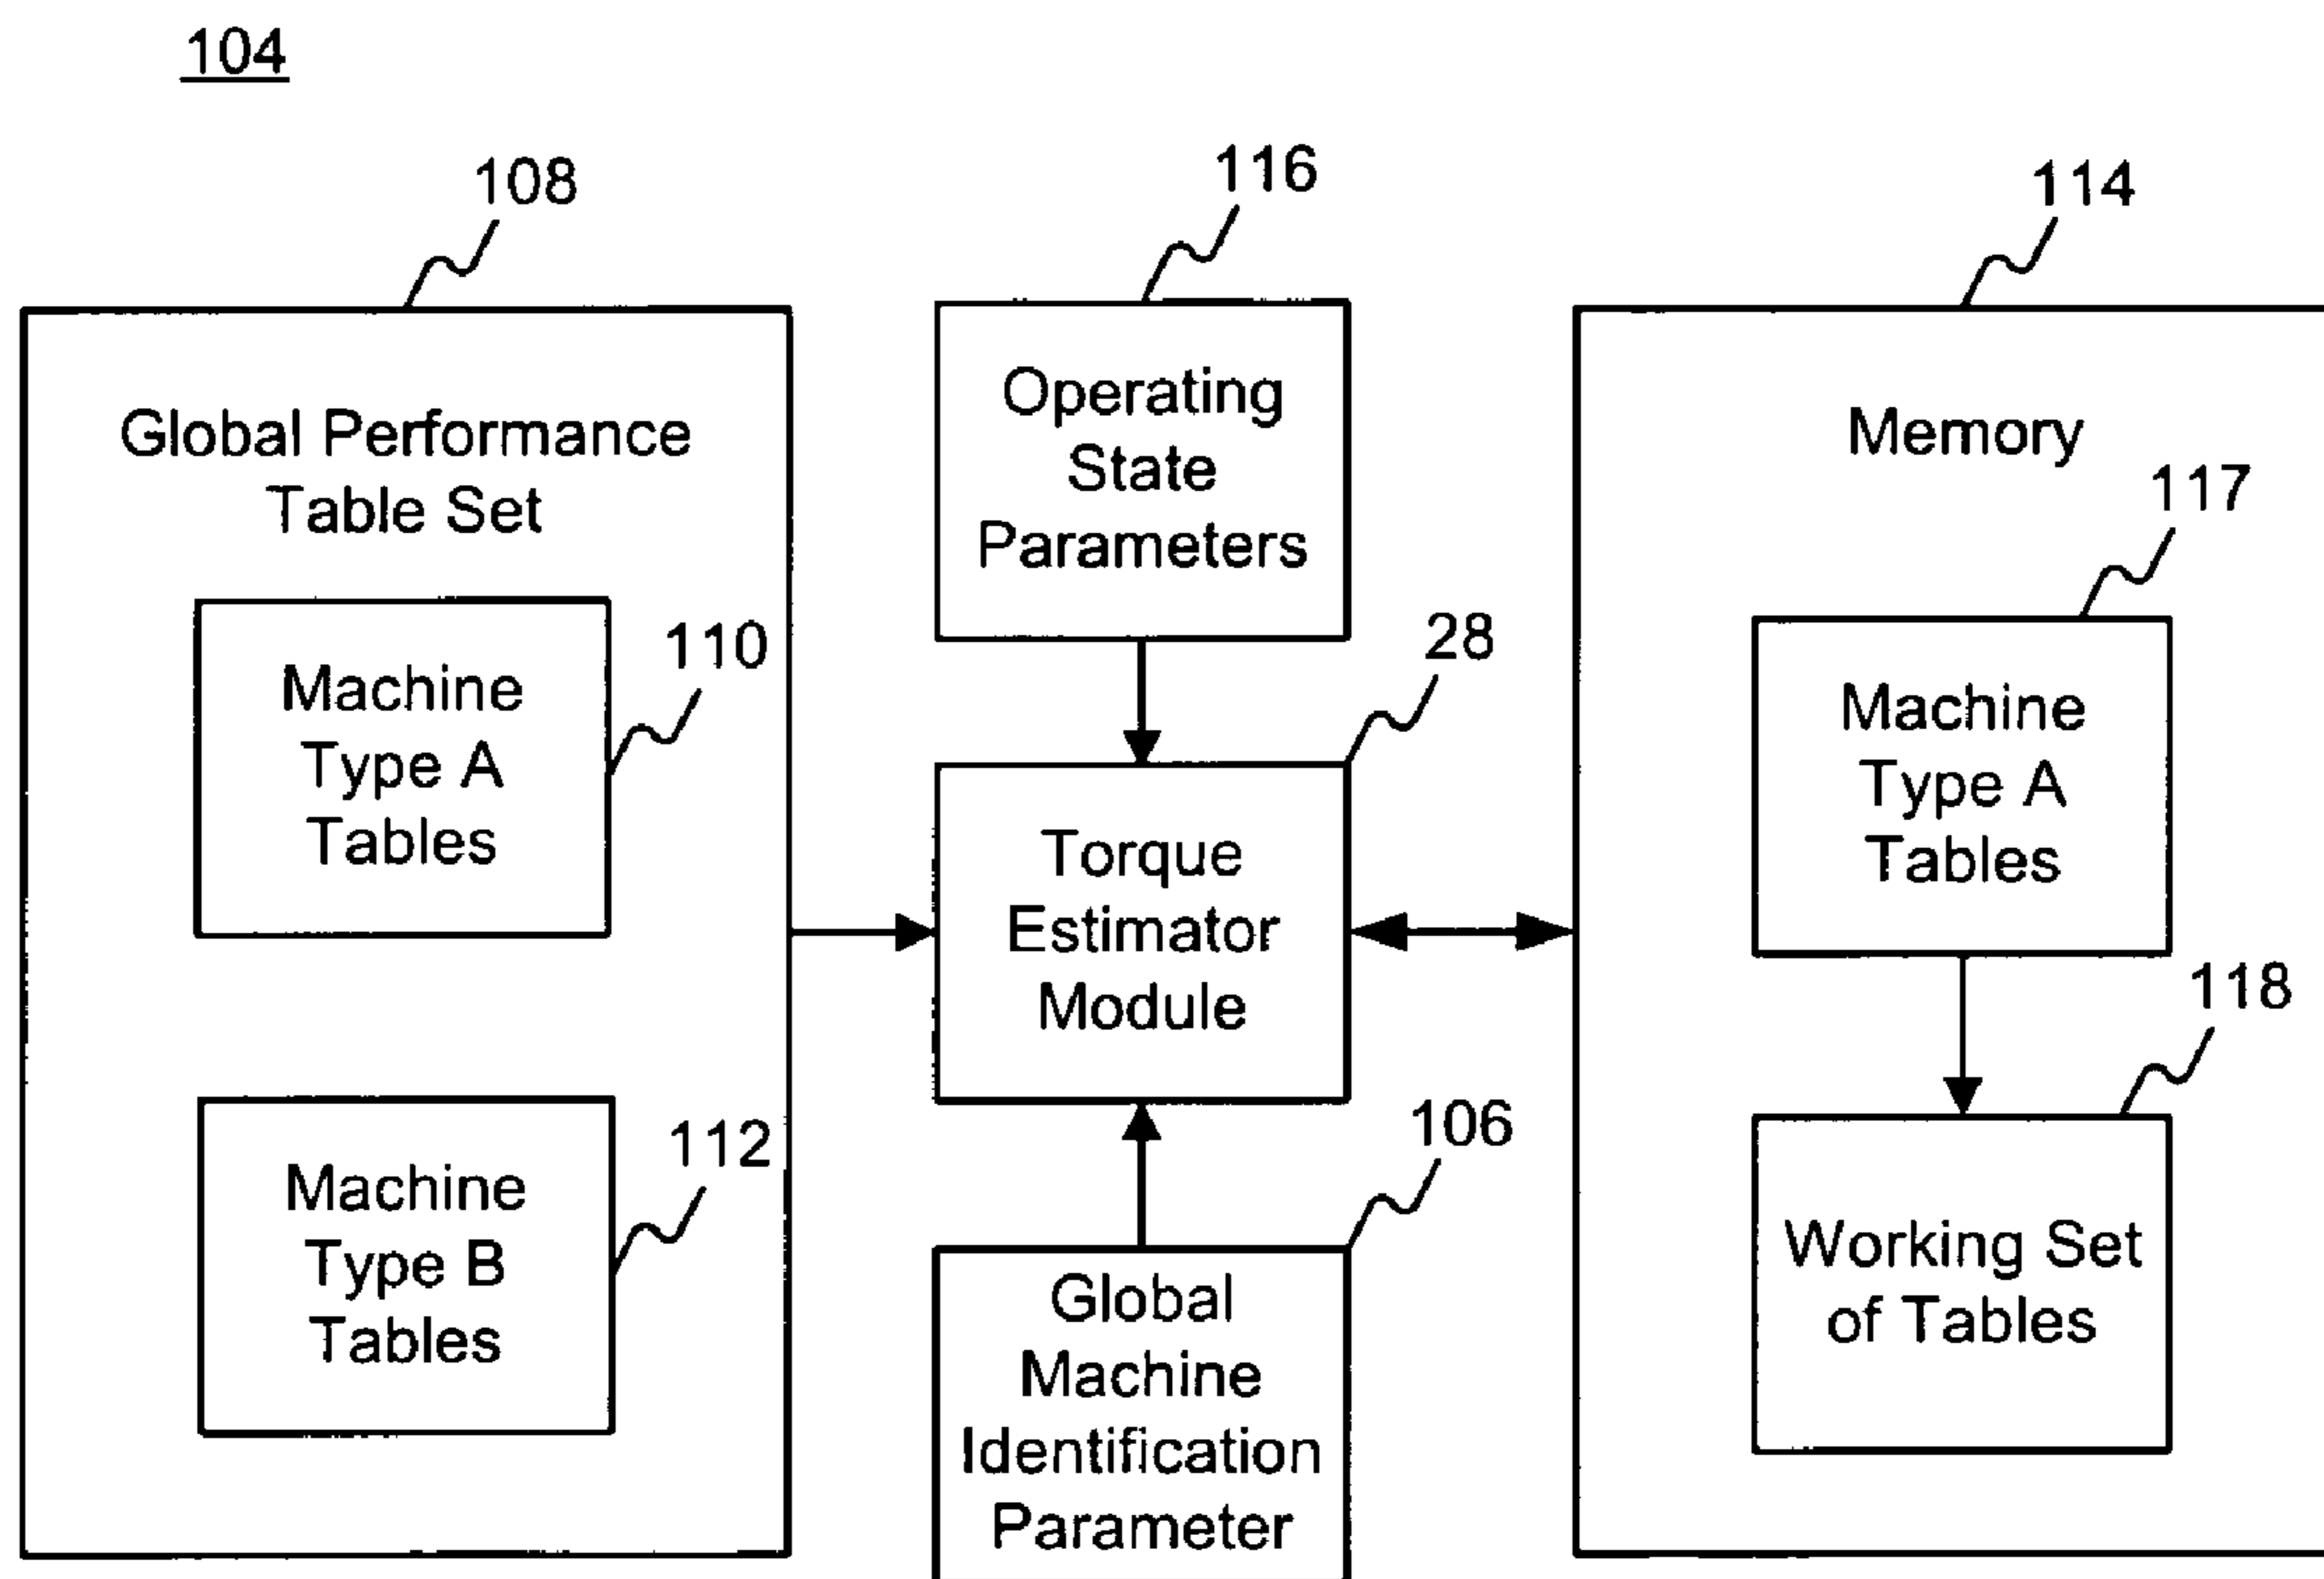 104
108
Global Performance
Table Set
110
Machine
Type A
Tables
112
Machine
Type B
Tables
116
Operating
State
Parameters
28
Torque
Estimator
Module
106
Global
Machine
Identification
Parameter
114
Memory
117
Machine
Type A
Tables
118
Working Set
of Tables